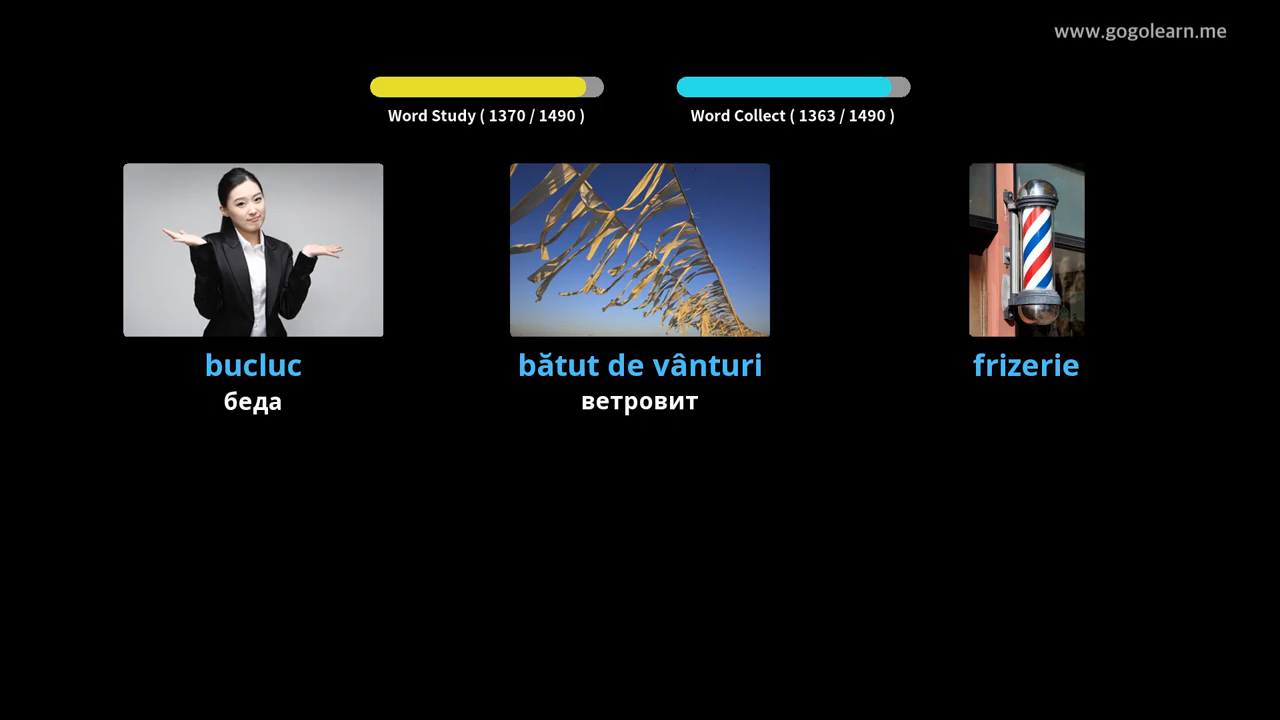 www.gogolearn.me
Word Study ( 1370 / 1490 )
Word Collect ( 1363 / 1490 )
bucluc
bătut de vânturi
frizerie
беда
ветровит